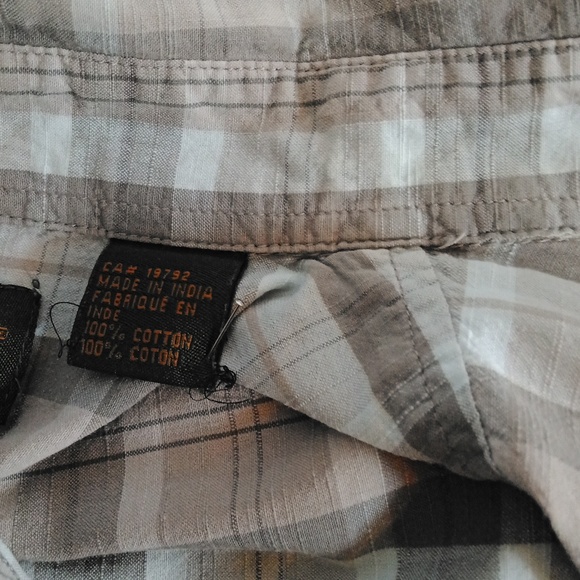 CA# 19792
MADE IN INDIA
FABRIQUE EN
INDE
100% COTTON
100% COTON